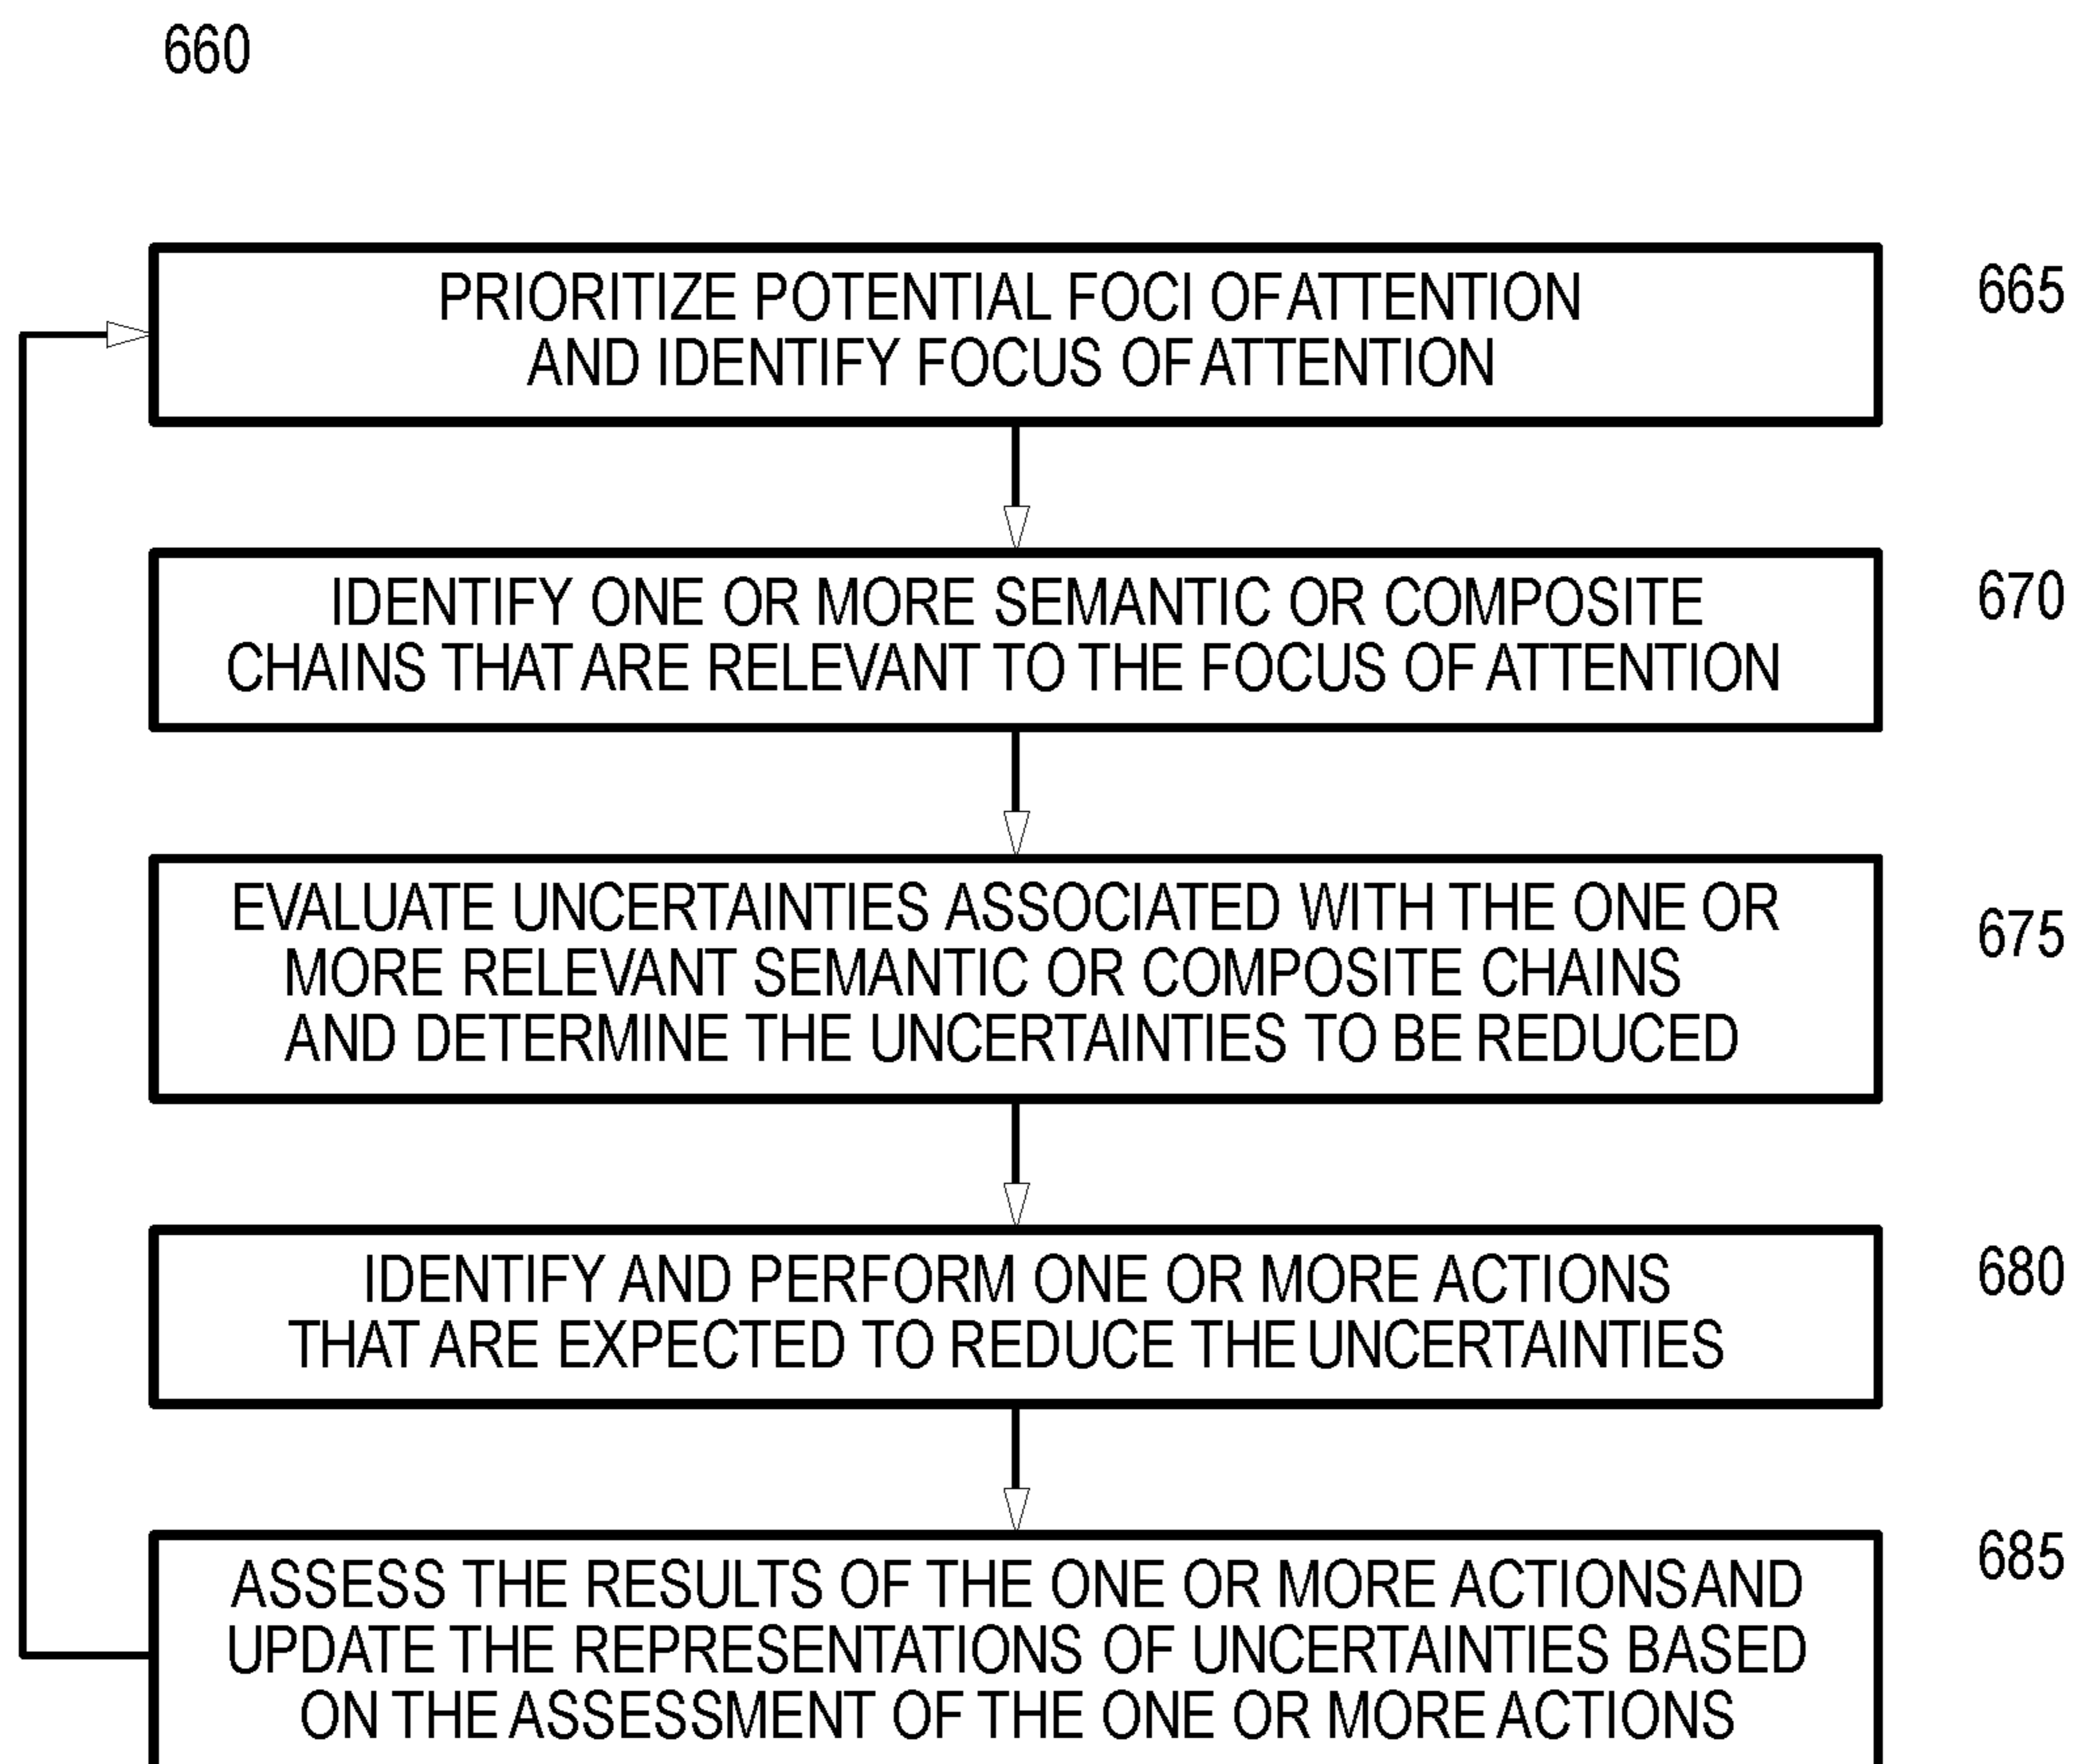 660
PRIORITIZE POTENTIAL FOCI OF ATTENTION
AND IDENTIFY FOCUS OF ATTENTION
665
IDENTIFY ONE OR MORE SEMANTIC OR COMPOSITE
CHAINS THAT ARE RELEVANT TO THE FOCUS OF ATTENTION
670
EVALUATE UNCERTAINTIES ASSOCIATED WITH THE ONE OR
MORE RELEVANT SEMANTIC OR COMPOSITE CHAINS
AND DETERMINE THE UNCERTAINTIES TO BE REDUCED
675
IDENTIFY AND PERFORM ONE OR MORE ACTIONS
THAT ARE EXPECTED TO REDUCE THE UNCERTAINTIES
680
ASSESS THE RESULTS OF THE ONE OR MORE ACTIONS AND
UPDATE THE REPRESENTATIONS OF UNCERTAINTIES BASED
ON THE ASSESSMENT OF THE ONE OR MORE ACTIONS
685